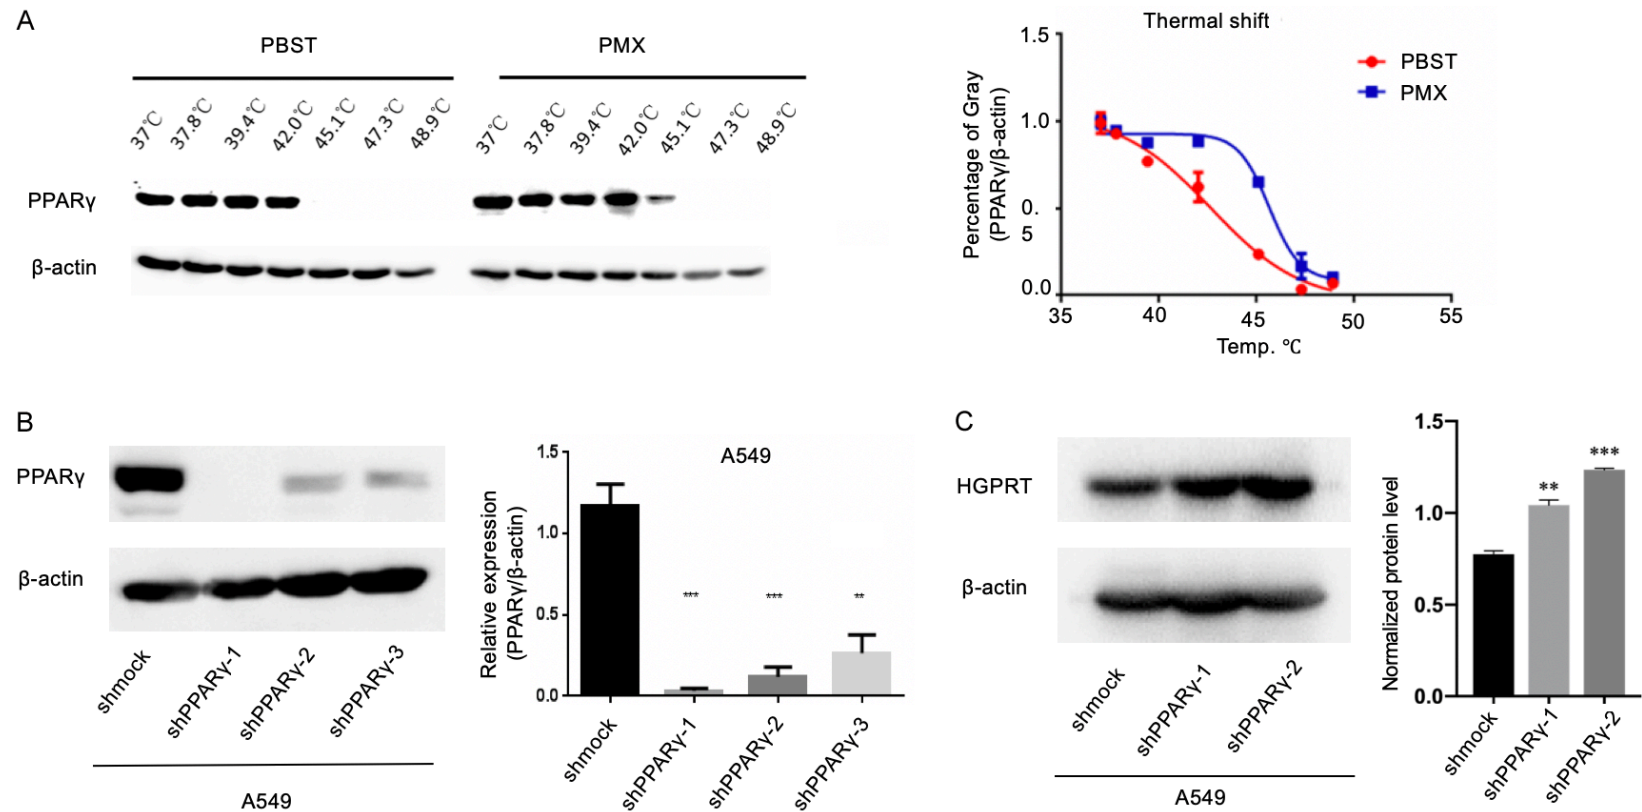 A
PBST
PMX
37℃
37.8℃
39.4℃
42.0℃
45.1℃
47.3℃
48.9℃
37℃
37.8℃
39.4℃
42.0℃
45.1℃
47.3℃
48.9℃
PPARγ
β-actin
Thermal shift
PBST
PMX
Percentage of Gray
(PPARγ/β-actin)
1.5
1.0
0.
5
0.0
35
40
45
50
55
Temp. ℃
B
PPARγ
β-actin
shmock
shPPARγ-1
shPPARγ-2
shPPARγ-3
A549
A549
Relative expression
(PPARγ/β-actin)
1.5
1.0
0.5
0.0
***
***
**
shmock
shPPARγ-1
shPPARγ-2
shPPARγ-3
C
HGPRT
β-actin
shmock
shPPARγ-1
shPPARγ-2
A549
Normalized protein level
1.5
1.0
0.5
0.0
**
***
shmock
shPPARγ-1
shPPARγ-2